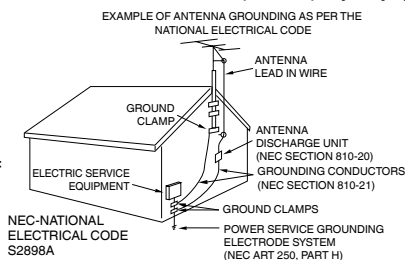 EXAMPLE OF ANTENNA GROUNDING AS PER THE
NATIONAL ELECTRICAL CODE
ANTENNA
LEAD IN WIRE
GROUND
CLAMP
ANTENNA
DISCHARGE UNIT
(NEC SECTION 810-20)
ELECTRIC SERVICE
EQUIPMENT
GROUNDING CONDUCTORS
(NEC SECTION 810-21)
GROUND CLAMPS
NEC-NATIONAL
ELECTRICAL CODE
S2898A
POWER SERVICE GROUNDING
ELECTRODE SYSTEM
(NEC ART 250, PART H)